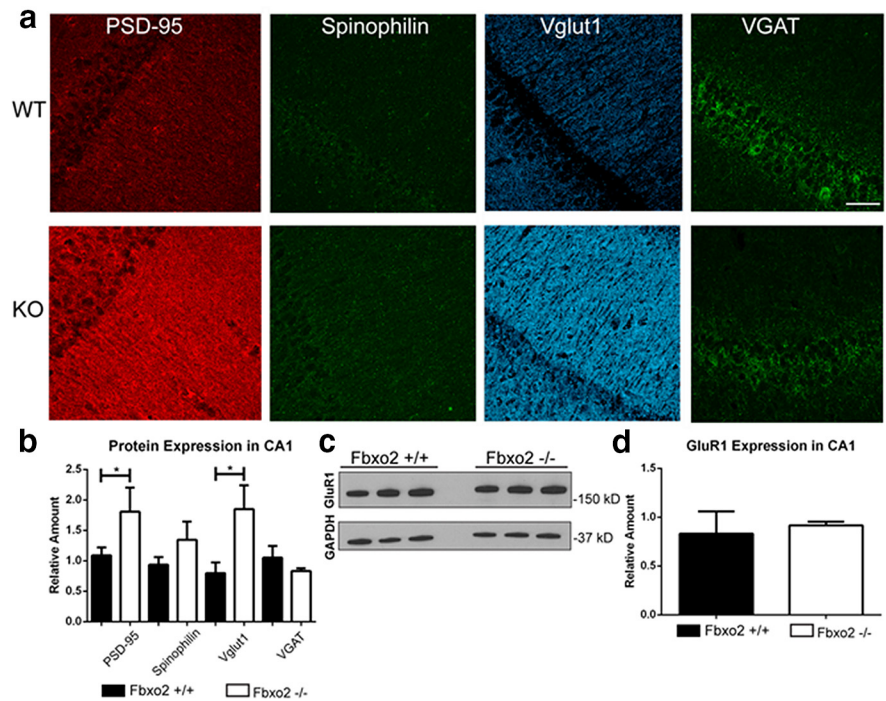 a
PSD-95 Spinophilin Vglut1 VGAT
WT
KO
b
Protein Expression in CA1
Relative Amount
2.5
2.0
1.5
1.0
0.5
0.0
* *
PSD-95 Spinophilin Vglut1 VGAT
Fbxo2 +/+ Fbxo2 -/-
c
Fbxo2 +/+ Fbxo2 -/-
GluR1
-150 kD
GAPDH
-37 kD
d
GluR1 Expression in CA1
Relative Amount
1.5
1.0
0.5
0.0
Fbxo2 +/+ Fbxo2 -/-